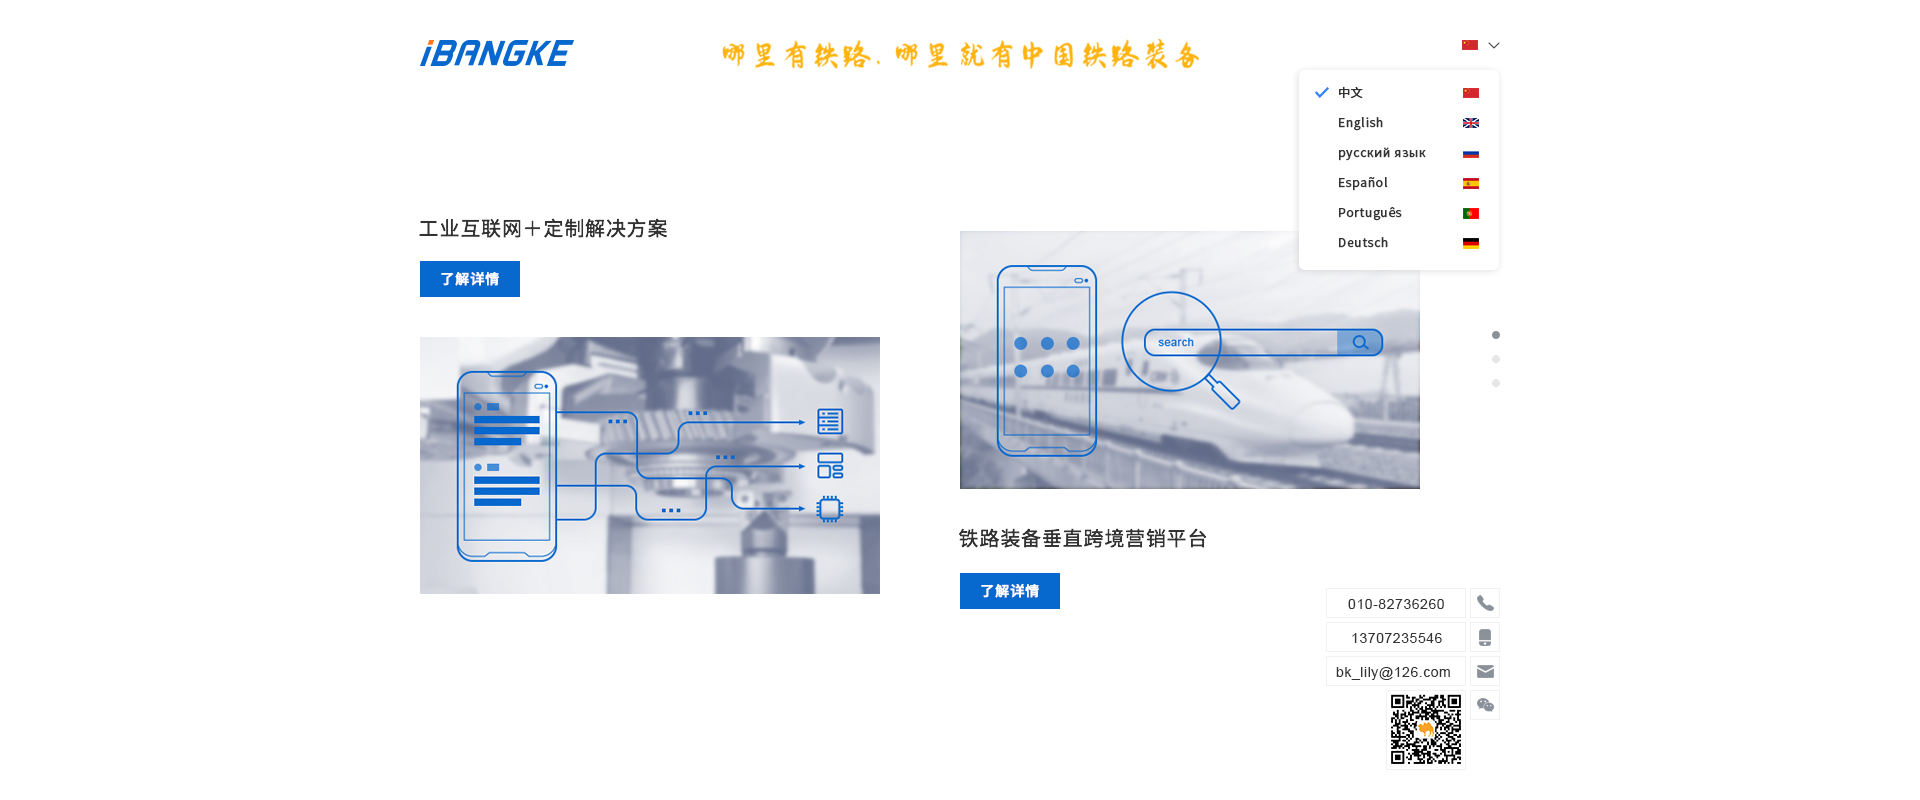 iBANGKE
哪里有铁路，哪里就有中国铁路装备
中文
English
русский язык
Español
Português
Deutsch
工业互联网＋定制解决方案
了解详情
search
铁路装备垂直跨境营销平台
了解详情
010-82736260
13707235546
bk_lily@126.com